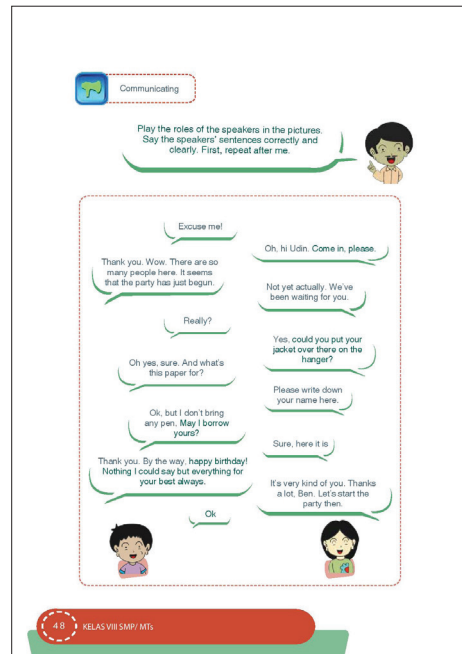 Communicating
Play the roles of the speakers in the pictures.
Say the speakers' sentences correctly and
clearly. First, repeat after me.
Excuse me!
Oh, hi Udin. Come in, please.
Thank you. Wow. There are so
many people here. It seems
that the party has just begun.
Not yet actually. We've
been waiting for you.
Really?
Yes, could you put your
jacket over there on the
hanger?
Oh yes, sure. And what's
this paper for?
Please write down
your name here.
Ok, but I don't bring
any pen. May I borrow
yours?
Sure, here it is
Thank you. By the way, happy birthday!
Nothing I could say but everything for
your best always.
It's very kind of you. Thanks
a lot, Ben. Let's start the
party then.
Ok
48 KELAS VIII SMP/ MTs